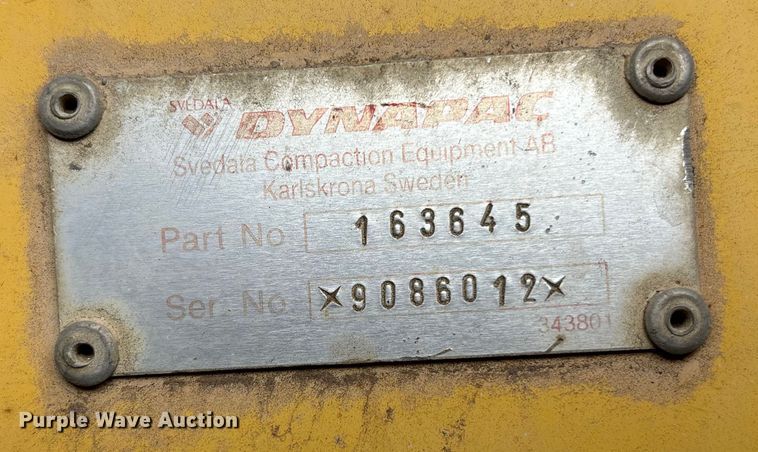 SVEDALA
DYNAPAC
Svedala Compaction Equipment AB
Karlskrona Sweden
Part No 163645
Ser. No. ×9086012×
343801
Purple Wave Auction